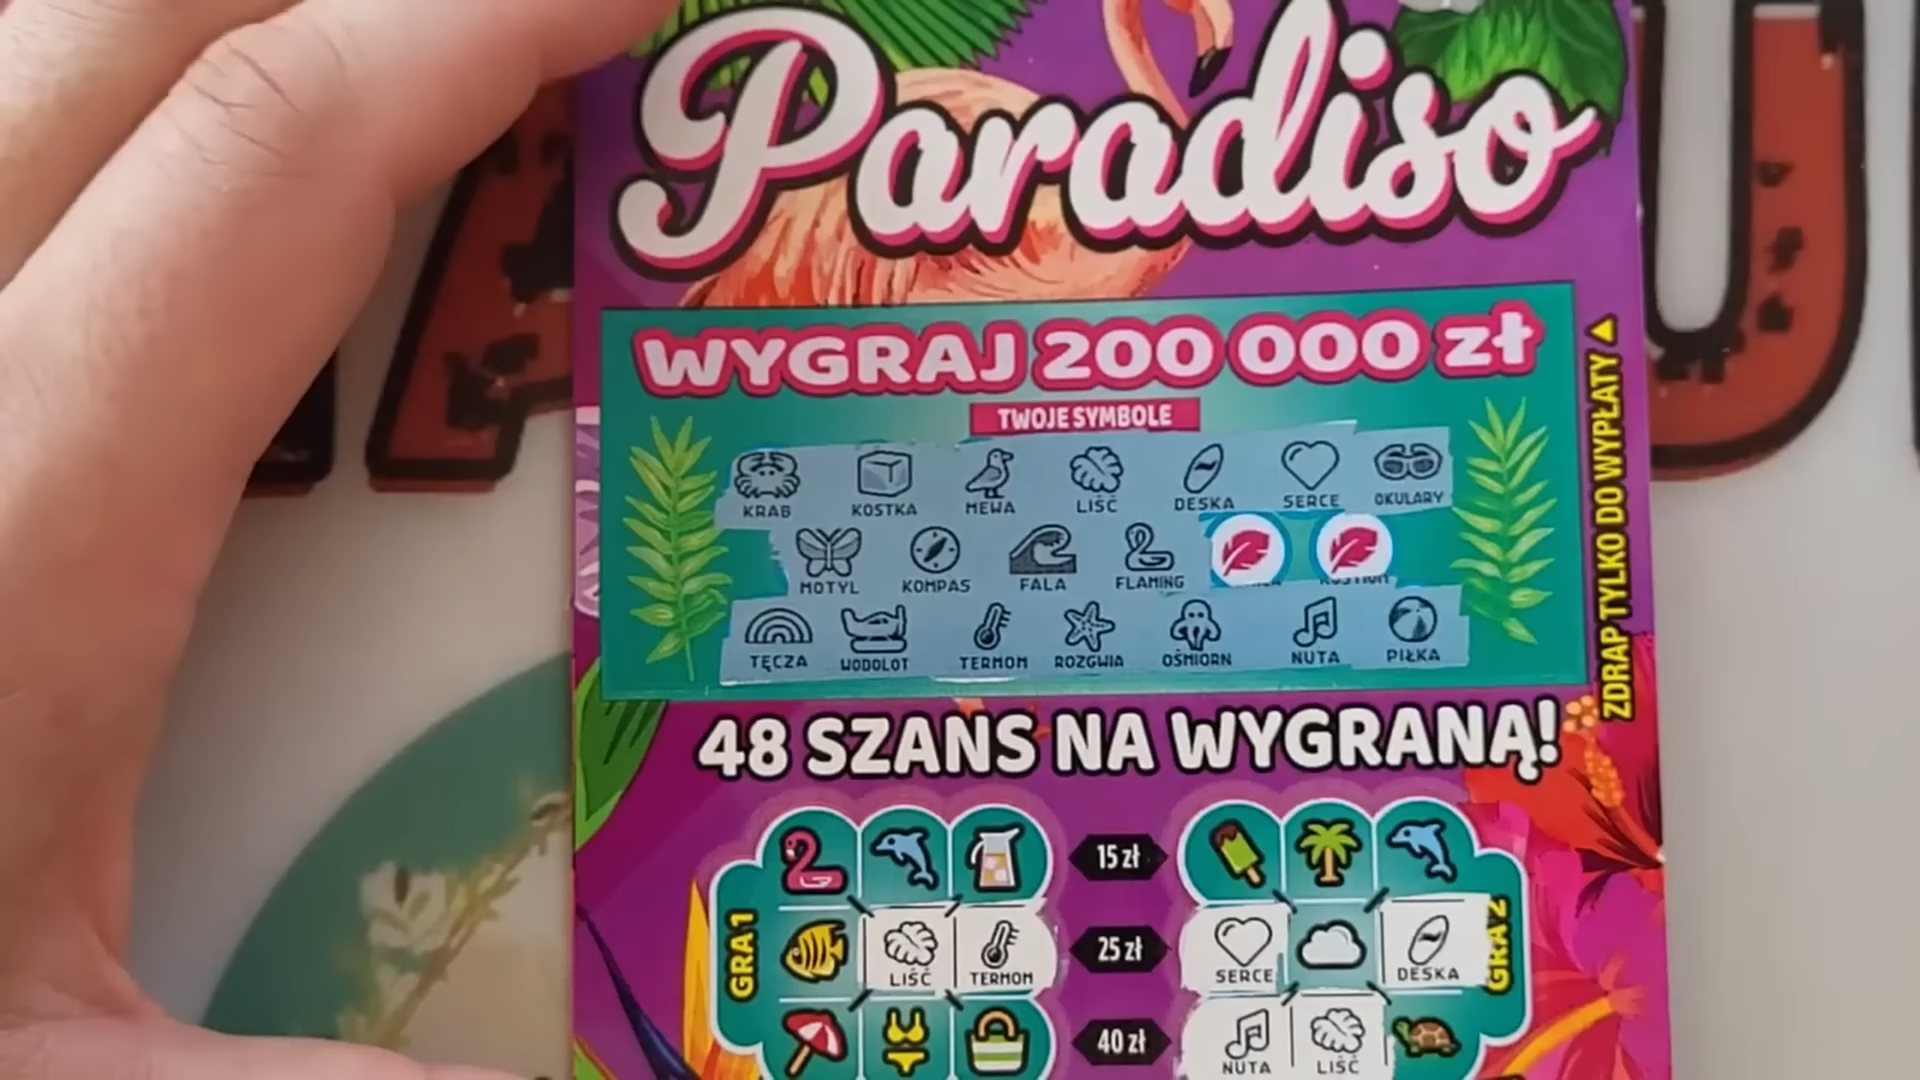 Paradiso
WYGRAJ 200 000 zł
TWOJE SYMBOLE
KRAB KOSTKA MEWA LIŚĆ DESKA SERCE OKULARY
MOTYL KOMPAS FALA FLAMING
TĘCZA WODOLOT TERMOM ROZGWIA OŚMIORN NUTA PIŁKA
ZDRAP TYLKO DO WYPŁATY
48 SZANS NA WYGRANĄ!
15 zł
GRA 1
LIŚĆ TERMOM
25 zł
SERCE DESKA
GRA 2
40 zł
NUTA LIŚĆ